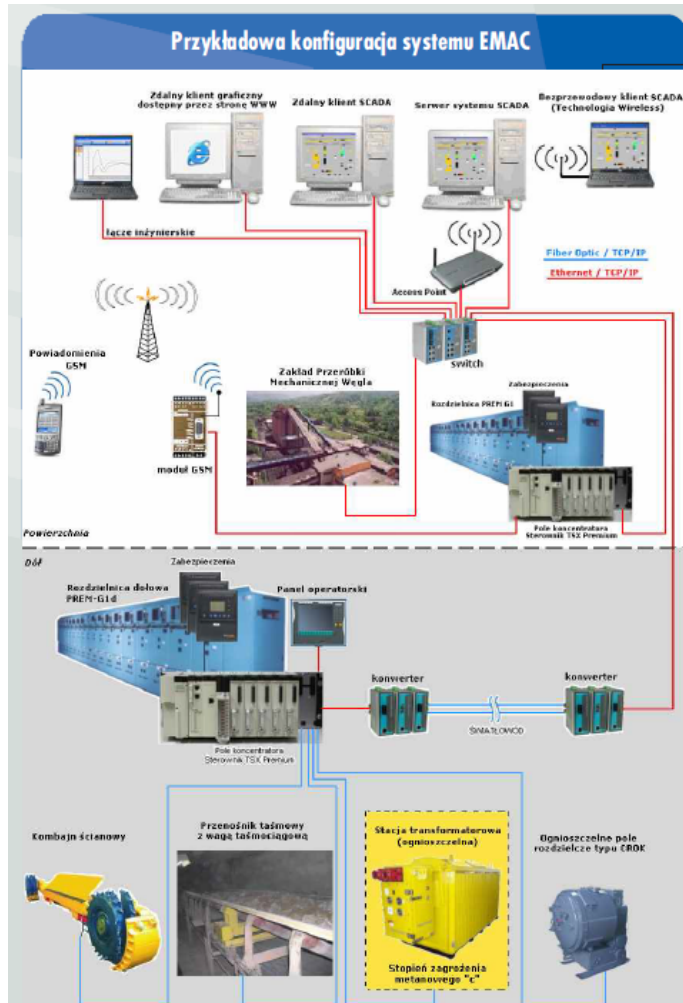 Przykładowa konfiguracja systemu EMAC
Zdalny klient graficzny
dostępny przez stronę WWW
Zdalny klient SCADA
Serwer systemu SCADA
Bezprzewodowy klient SCADA
(Technologia Wireless)
łącze inżynierskie
Access Point
Fiber Optic / TCP/IP
Ethernet / TCP/IP
switch
Powiadomienia
GSM
moduł GSM
Zakład Przeróbki
Mechanicznej Węgla
Zabezpieczenia
Rozdzielnica PREM G1
Pole koncentratora
Sterownik TSX Premium
Powierzchnia
Dół
Zabezpieczenia
Rozdzielnica dołowa
PREM-G1d
Panel operatorski
konwerter
konwerter
ŚWIATŁOWÓD
Pole koncentratora
Sterownik TSX Premium
Kombajn ścianowy
Przenośnik taśmowy
z wagą taśmociągową
Stacja transformatorowa
(ognioszczelna)
Stopień zagrożenia
metanowego "c"
Ognioszczelne pole
rozdzielcze typu CROK